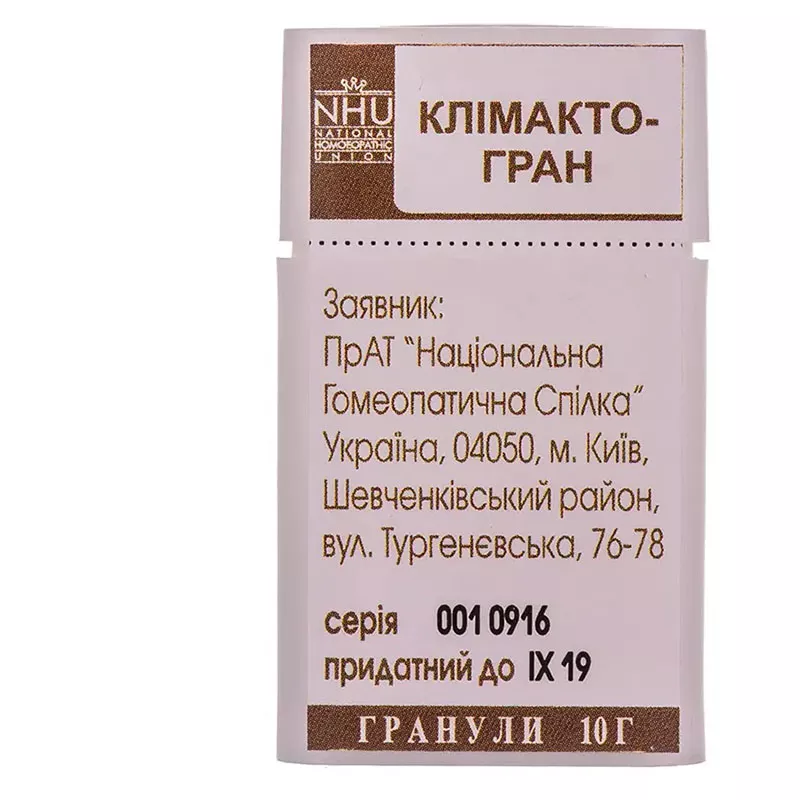 NHU
NATIONAL
HOMOEOPATHIC
UNION
КЛІМАКТО-
ГРАН
Заявник:
ПрАТ "Національна
Гомеопатична Спілка"
Україна, 04050, м. Київ,
Шевченківський район,
вул. Тургенєвська, 76-78
серія 001 0916
придатний до IX 19
ГРАНУЛИ 10 Г